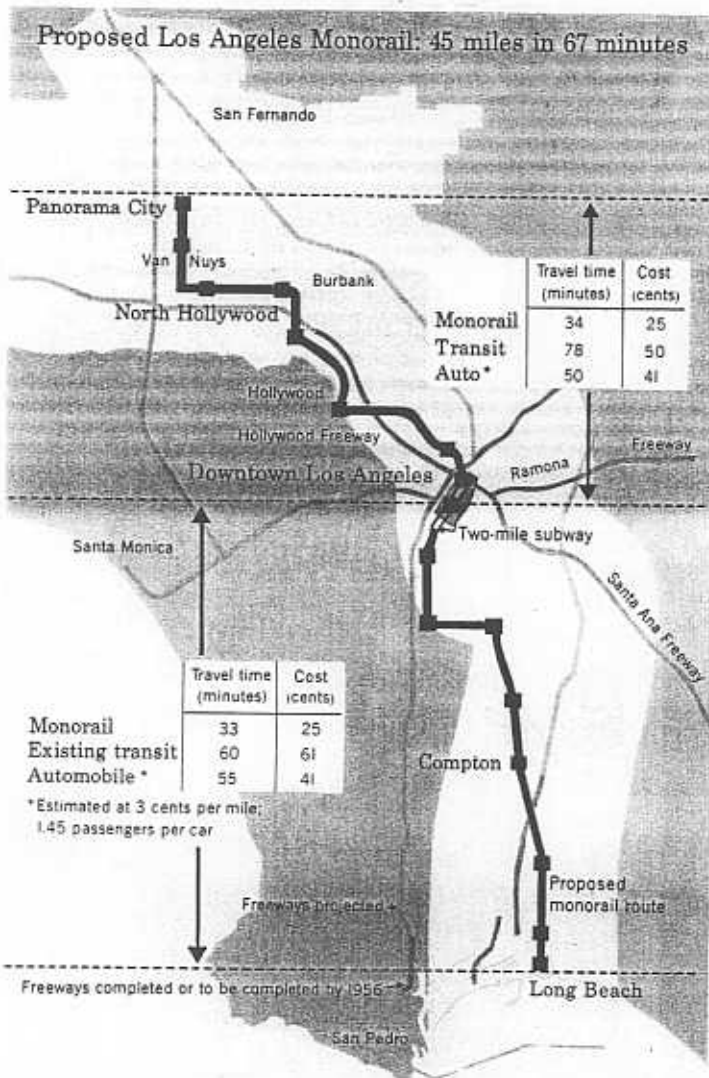 Proposed Los Angeles Monorail: 45 miles in 67 minutes
San Fernando
Panorama City
Van Nuys
Burbank
North Hollywood
Travel time Cost
(minutes) (cents)
Monorail 34 25
Transit 78 50
Auto* 50 41
Hollywood
Hollywood Freeway
Downtown Los Angeles
Ramona Freeway
Two-mile subway
Santa Monica
Santa Ana Freeway
Travel time Cost
(minutes) (cents)
Monorail 33 25
Existing transit 60 61
Automobile* 55 41
*Estimated at 3 cents per mile;
1.45 passengers per car
Compton
Proposed
monorail route
Freeways projected
Freeways completed or to be completed by 1956
Long Beach
San Pedro